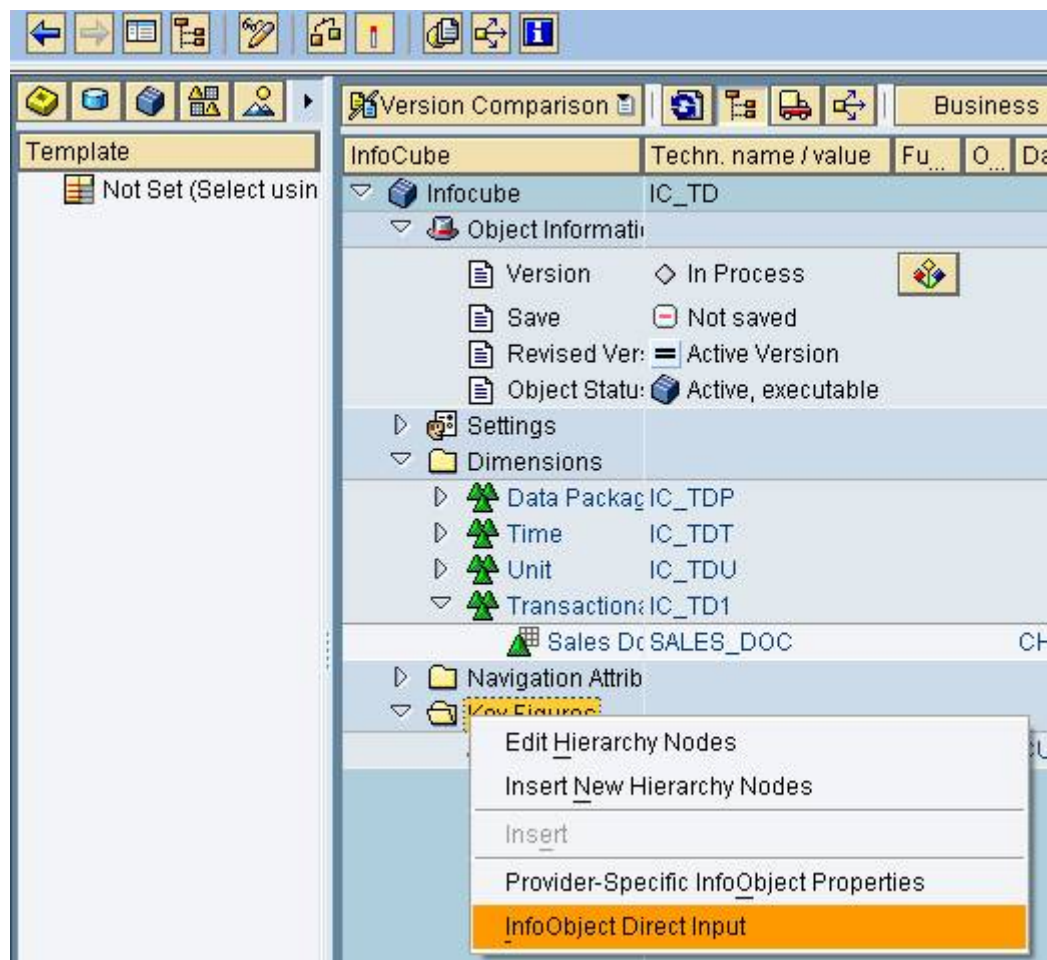 Version Comparison
Business
Template
Not Set (Select usin
InfoCube
Techn. name / value
Fu...
O...
Da
Infocube
IC_TD
Object Informati
Version
In Process
Save
Not saved
Revised Ver
Active Version
Object Statu
Active, executable
Settings
Dimensions
Data Packag
IC_TDP
Time
IC_TDT
Unit
IC_TDU
Transactiona
IC_TD1
Sales Do
SALES_DOC
CH
Navigation Attrib
Key Figures
Edit Hierarchy Nodes
Insert New Hierarchy Nodes
Insert
Provider-Specific InfoObject Properties
InfoObject Direct Input